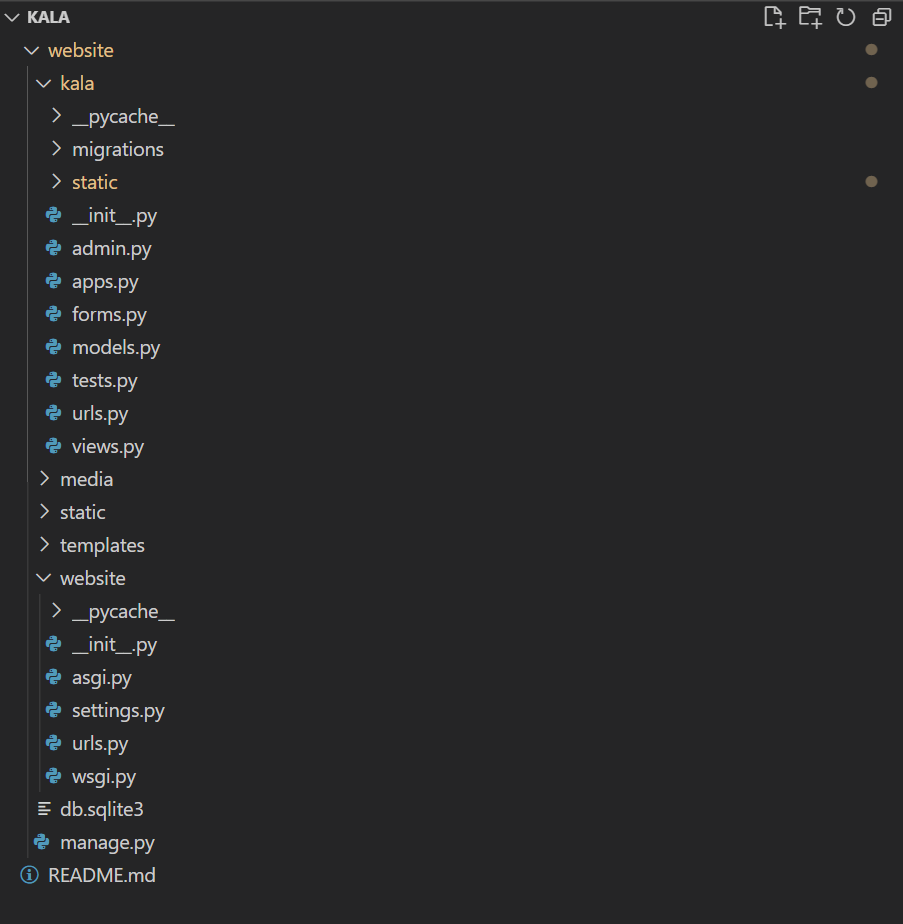 KALA
website
kala
__pycache__
migrations
static
__init__.py
admin.py
apps.py
forms.py
models.py
tests.py
urls.py
views.py
media
static
templates
website
__pycache__
__init__.py
asgi.py
settings.py
urls.py
wsgi.py
db.sqlite3
manage.py
README.md